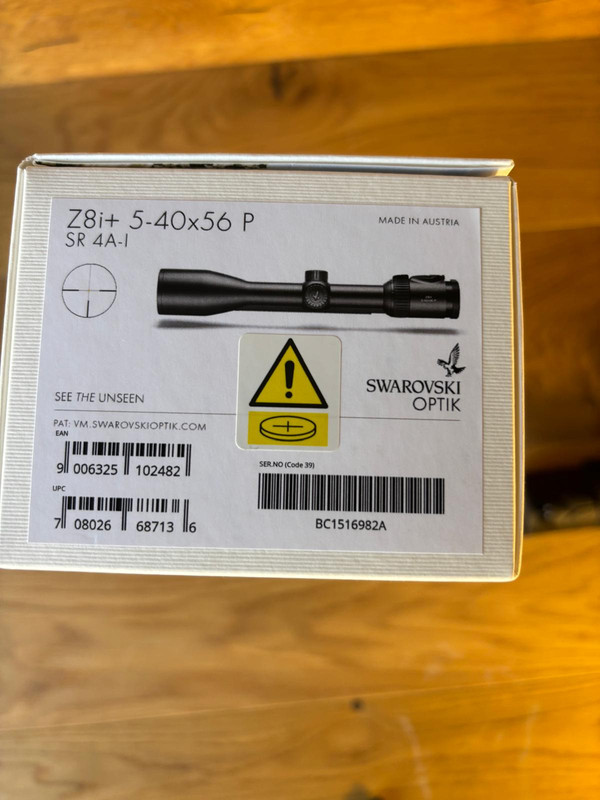 Z8i+ 5-40x56 P
SR 4A-I
MADE IN AUSTRIA
SWAROVSKI
OPTIK
SEE THE UNSEEN
PAT: VM.SWAROVSKIOPTIK.COM
EAN
9 006325 102482
UPC
7 08026 68713 6
SER.NO (Code 39)
BC1516982A